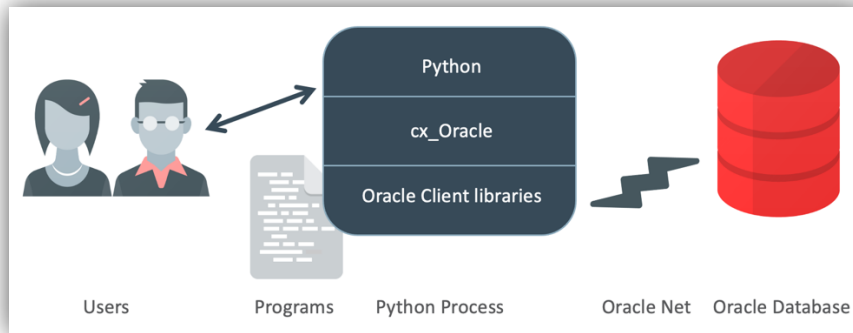 Python
cx_Oracle
Oracle Client libraries
Users
Programs
Python Process
Oracle Net
Oracle Database